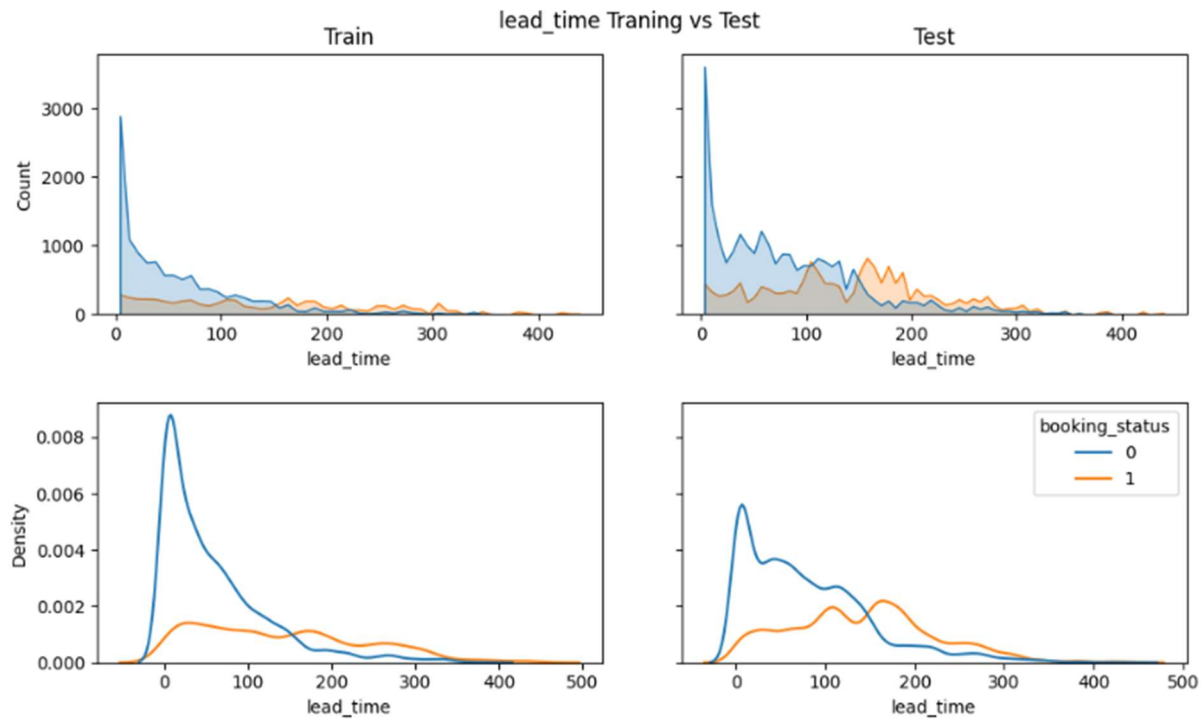 lead_time Traning vs Test
Train
Test
Count
3000
2000
1000
0
0 100 200 300 400
lead_time
0 100 200 300 400
lead_time
Density
0.008
0.006
0.004
0.002
0.000
0 100 200 300 400 500
lead_time
booking_status
0
1
0 100 200 300 400 500
lead_time